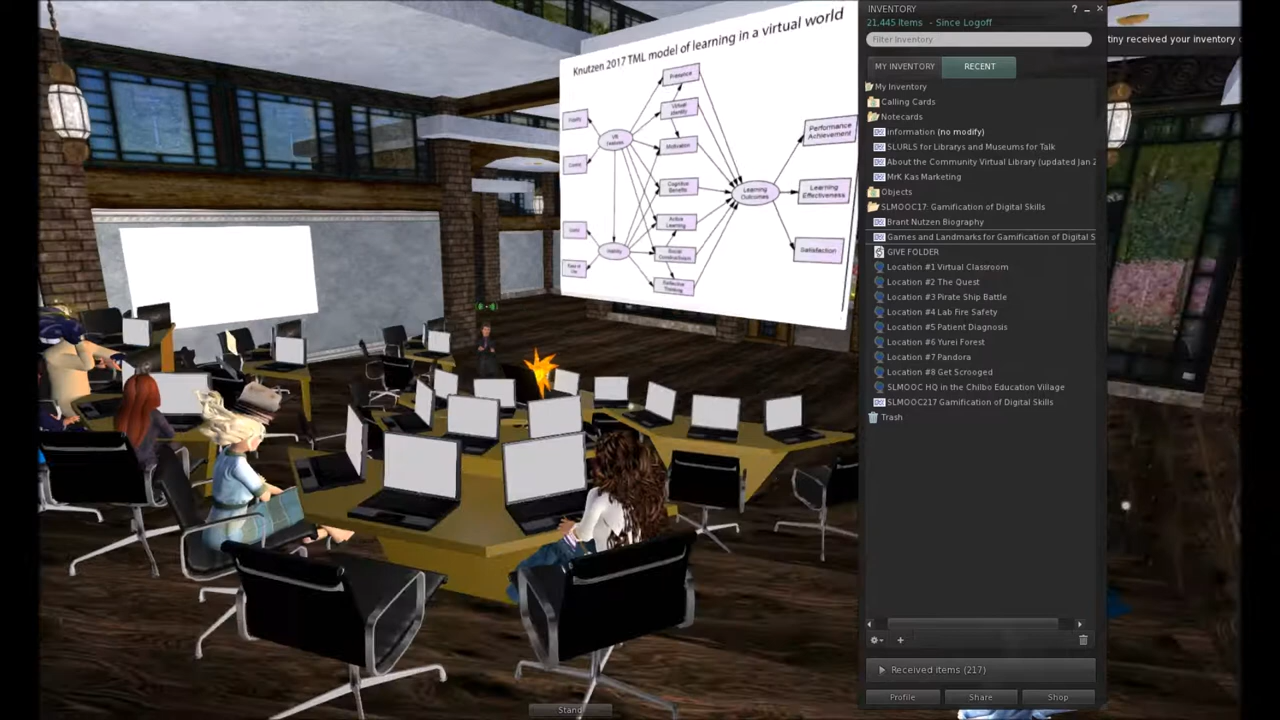 Knutzen 2017 TML model of learning in a virtual world
Presence
Virtual Identity
Motivation
VR Features
Cognitive Benefits
Active Learning
Usability
Reflective Thinking
Learning Outcomes
Performance Achievement
Learning Effectiveness
Satisfaction
Stand
INVENTORY
?
21,445 Items - Since Logoff
Filter Inventory
tiny received your inventory o
MY INVENTORY
RECENT
My Inventory
Calling Cards
Notecards
information (no modify)
SLURLS for Librarys and Museums for Talk
About the Community Virtual Library (updated Jan 2
MrK Kas Marketing
Objects
SLMOOC17: Gamification of Digital Skills
Brant Nutzen Biography
Games and Landmarks for Gamification of Digital S
GIVE FOLDER
Location #1 Virtual Classroom
Location #2 The Quest
Location #3 Pirate Ship Battle
Location #4 Lab Fire Safety
Location #5 Patient Diagnosis
Location #6 Yurei Forest
Location #7 Pandora
Location #8 Get Scrooged
SLMOOC HQ in the Chilbo Education Village
SLMOOC217 Gamification of Digital Skills
Trash
Received items (217)
Profile
Share
Shop